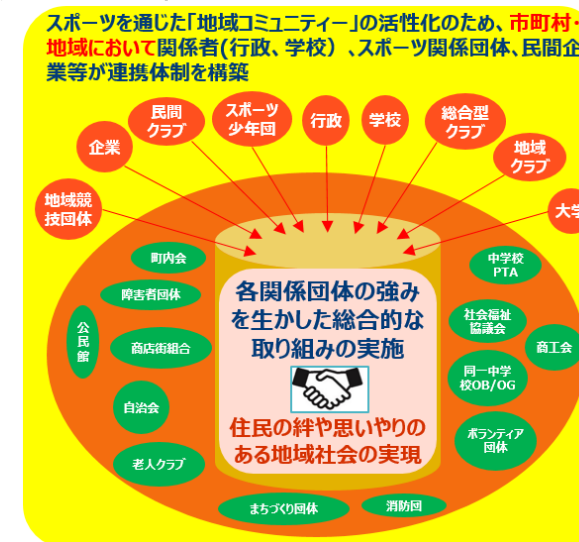 スポーツを通じた「地域コミュニティー」の活性化のため、市町村・
地域において関係者(行政、学校）、スポーツ関係団体、民間企
業等が連携体制を構築
民間
クラブ
スポーツ
少年団
行政
学校
総合型
クラブ
企業
地域
クラブ
地域競
技団体
大学
町内会
中学校
PTA
障害者団体
各関係団体の強み
を生かした総合的な
取り組みの実施
社会福祉
協議会
公
民
館
商店街組合
商工会
同一中学
校OB/OG
自治会
住民の絆や思いやりの
ある地域社会の実現
ボランティア
団体
老人クラブ
まちづくり団体
消防団